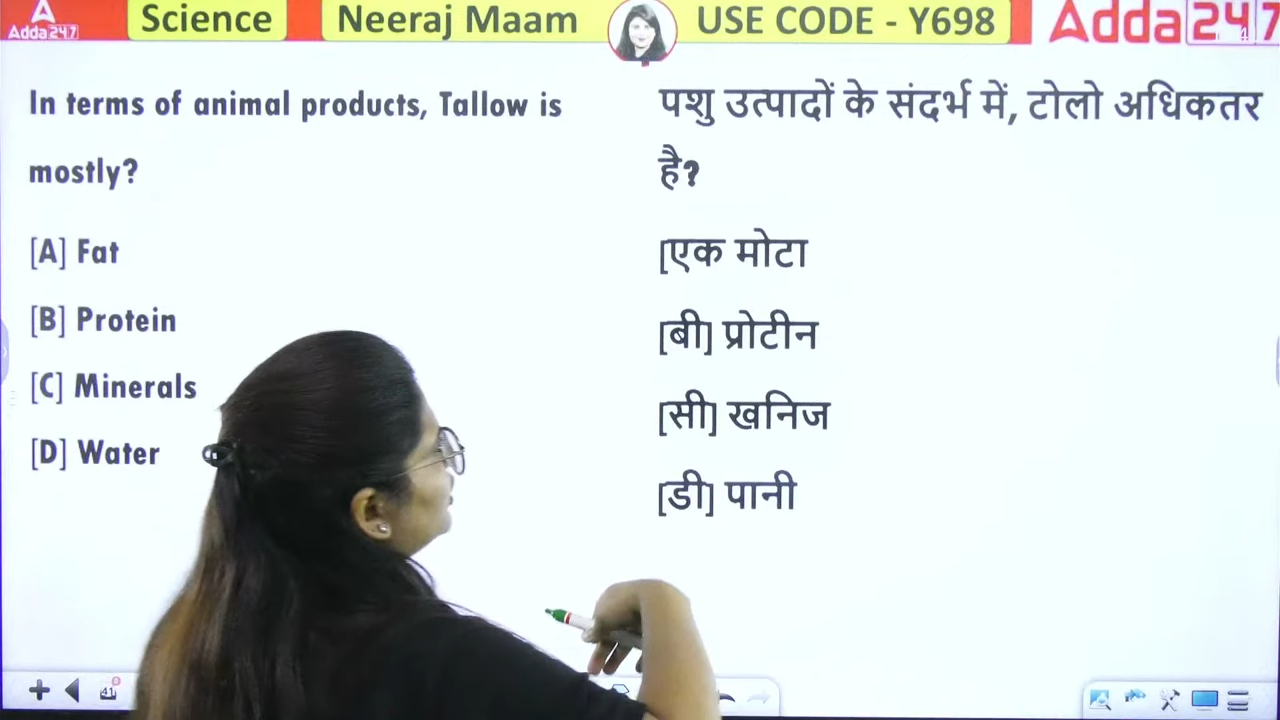 Adda247
Science
Neeraj Maam
USE CODE - Y698
Adda247
In terms of animal products, Tallow is
mostly?
[A] Fat
[B] Protein
[C] Minerals
[D] Water
पशु उत्पादों के संदर्भ में, टोलो अधिकतर
है?
[एक मोटा
[बी] प्रोटीन
[सी] खनिज
[डी] पानी
41